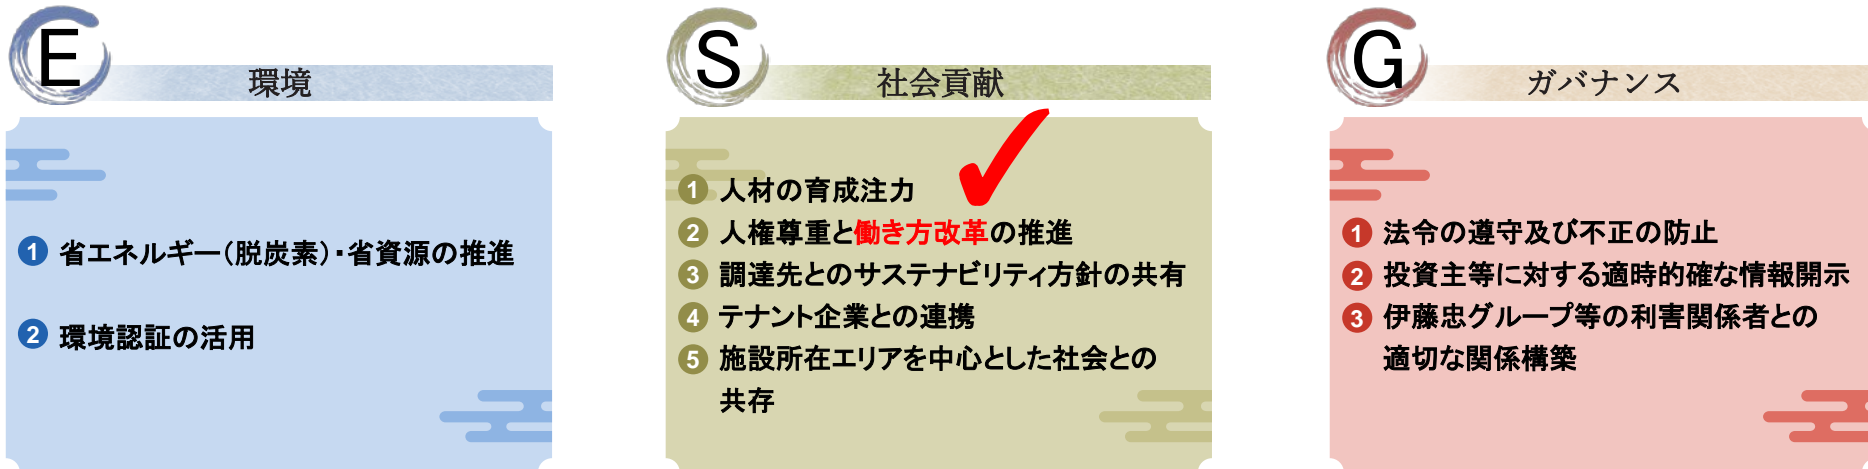 E
環境
1 省エネルギー(脱炭素)・省資源の推進
2 環境認証の活用
S
社会貢献
1 人材の育成注力
2 人権尊重と働き方改革の推進
3 調達先とのサステナビリティ方針の共有
4 テナント企業との連携
5 施設所在エリアを中心とした社会との
共存
G
ガバナンス
1 法令の遵守及び不正の防止
2 投資主等に対する適時的確な情報開示
3 伊藤忠グループ等の利害関係者との
適切な関係構築